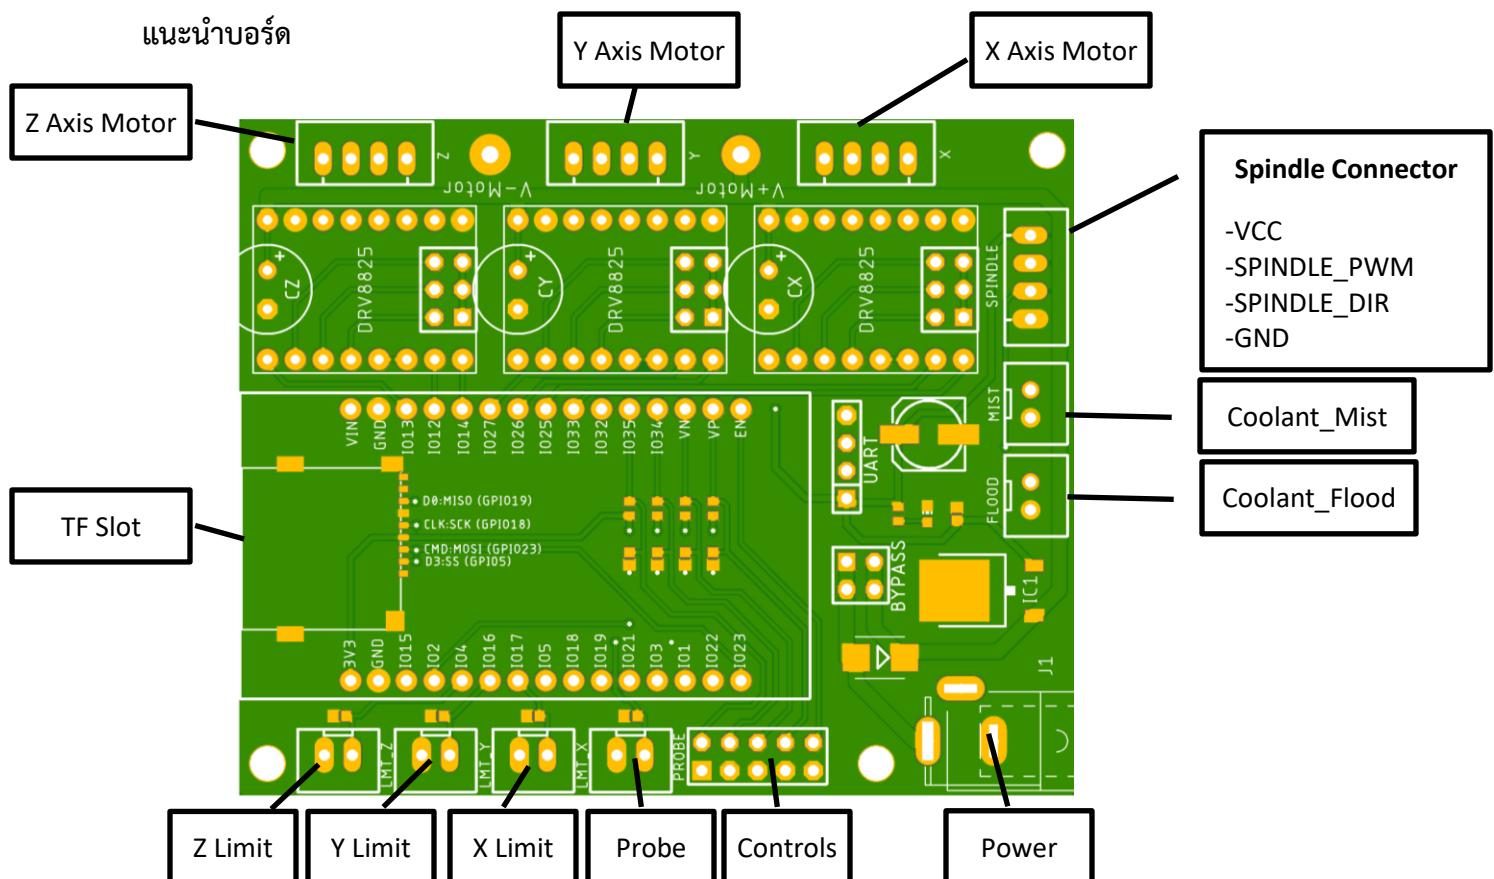 แนะนำบอร์ด
Y Axis Motor
X Axis Motor
Z Axis Motor
Z
Y
X
V-Motor
V+Motor
Spindle Connector
-VCC
-SPINDLE_PWM
-SPINDLE_DIR
-GND
+
CZ
DRV8825
+
CY
DRV8825
+
CX
DRV8825
SPINDLE
MIST
Coolant_Mist
FLOOD
Coolant_Flood
VIN
GND
IO13
IO12
IO14
IO27
IO26
IO25
IO33
IO32
IO35
IO34
VN
VP
EN
UART
TF Slot
D0:MISO (GPIO19)
CLK:SCK (GPIO18)
CMD:MOSI (GPIO23)
D3:SS (GPIO5)
BYPASS
IC1
3V3
GND
IO15
IO2
IO4
IO16
IO17
IO5
IO18
IO19
IO21
IO3
IO1
IO22
IO23
J1
LMT_Z
LMT_Y
LMT_X
PROBE
Z Limit
Y Limit
X Limit
Probe
Controls
Power